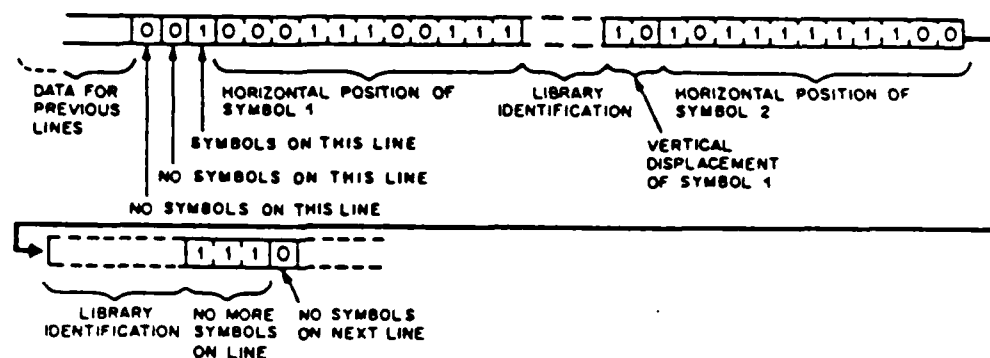 0 0 1 0 0 0 1 1 1 0 0 1 1 1 1 0 1 0 1 1 1 1 1 1 1 0 0
DATA FOR
PREVIOUS
LINES
HORIZONTAL POSITION OF
SYMBOL 1
LIBRARY
IDENTIFICATION
HORIZONTAL POSITION OF
SYMBOL 2
SYMBOLS ON THIS LINE
NO SYMBOLS ON THIS LINE
NO SYMBOLS ON THIS LINE
VERTICAL
DISPLACEMENT
OF SYMBOL 1
1 1 1 0
LIBRARY
IDENTIFICATION
NO MORE
SYMBOLS
ON LINE
NO SYMBOLS
ON NEXT LINE